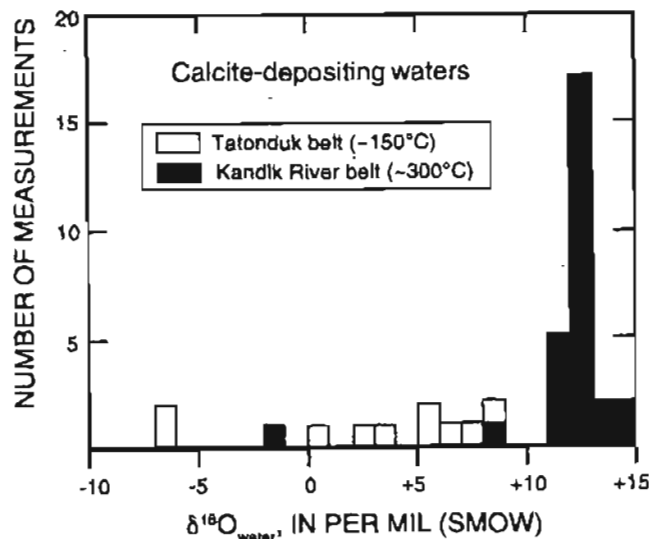 20
Calcite-depositing waters
15
Tatonduk belt (~150°C)
Kandik River belt (~300°C)
10
5
-10 -5 0 +5 +10 +15
NUMBER OF MEASUREMENTS
δ¹⁸Owater, IN PER MIL (SMOW)